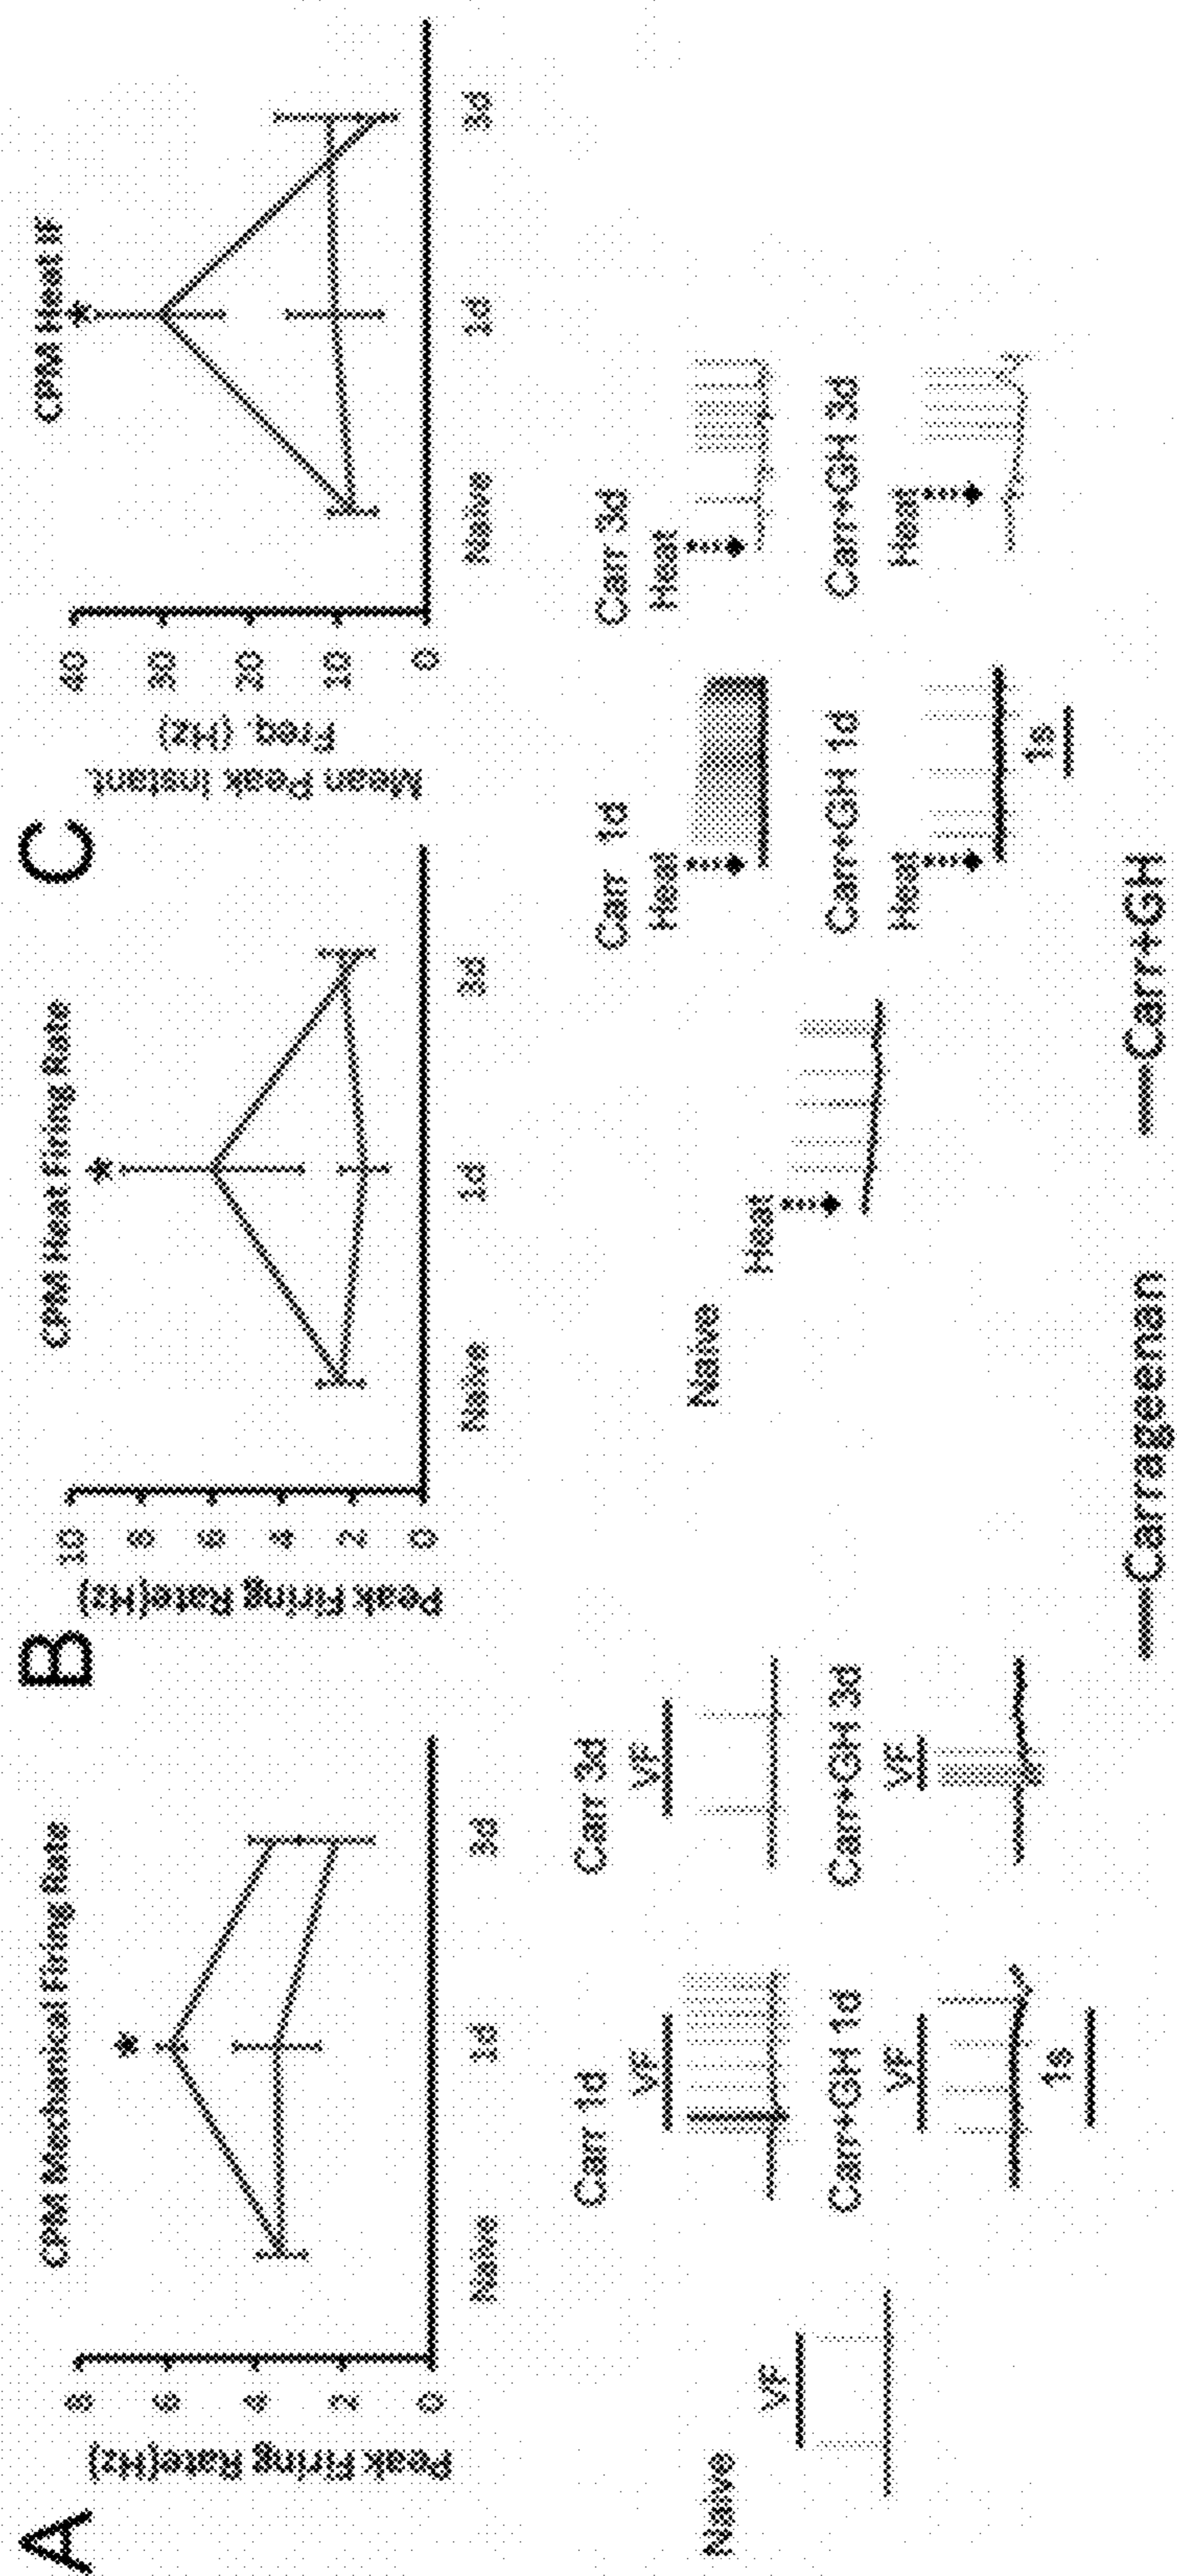 A
CPM Mechanical Firing Rate
Peak Firing Rate(Hz)
8
6
4
2
0
Naive
1d
3d
B
CPM Heat Firing Rate
Peak Firing Rate(Hz)
10
8
6
4
2
0
Naive
1d
3d
C
CPM Heat IF
Mean Peak Instant
Freq. (Hz)
40
30
20
10
0
Naive
1d
3d
Naive
VF
Carr 1d
VF
Carr 3d
VF
Carr+GH 1d
VF
1s
Carr+GH 3d
VF
Naive
Heat
Carr 1d
Heat
Carr 3d
Heat
Carr+GH 1d
Heat
1s
Carr+GH 3d
Heat
Carrageenan
Carr+GH